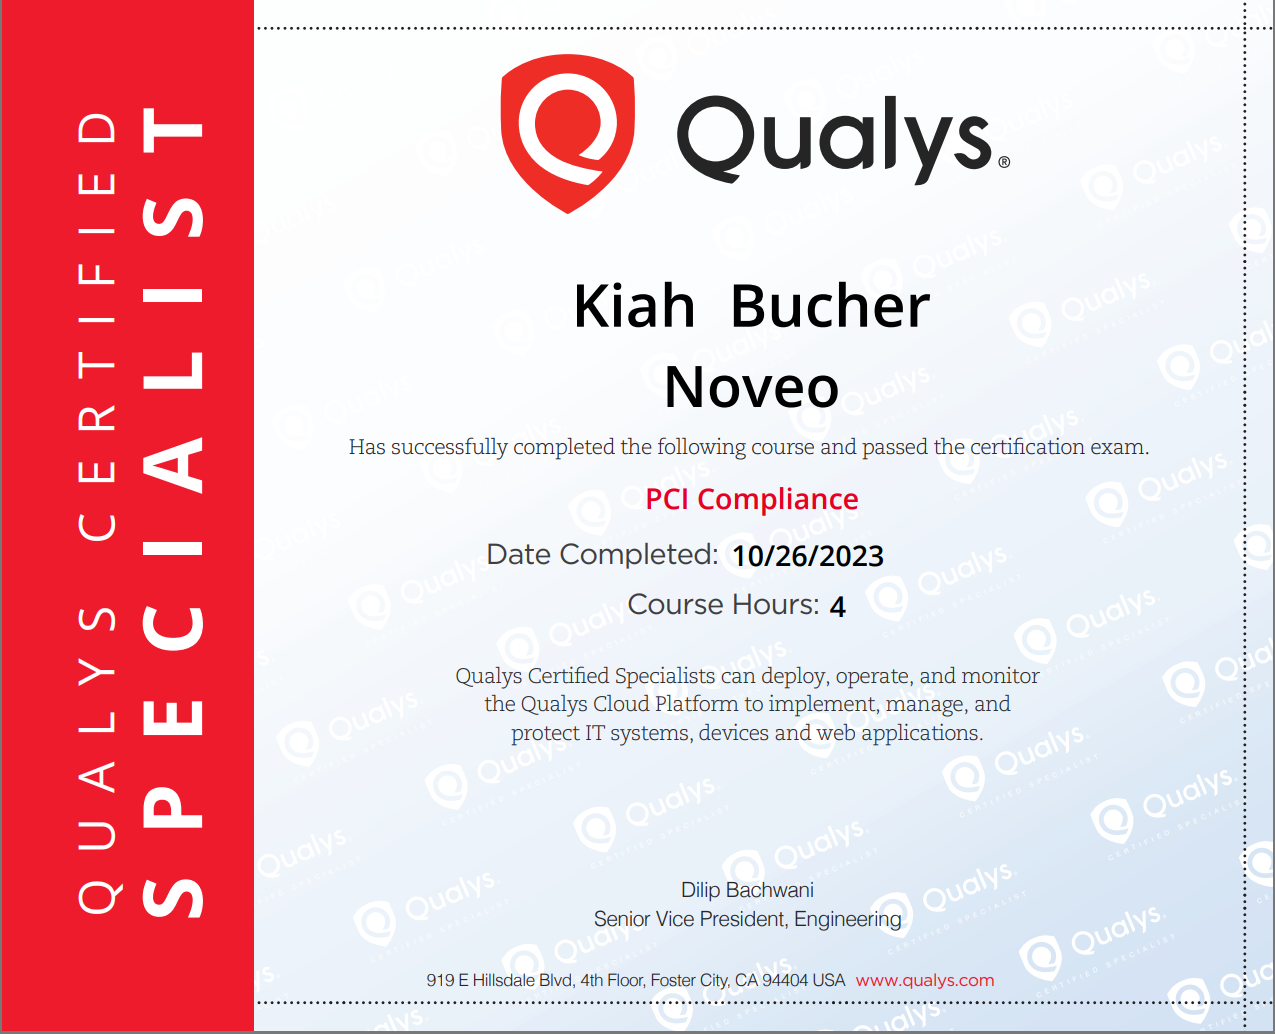 QUALYS CERTIFIED
SPECIALIST
Qualys®
Kiah Bucher
Noveo
Has successfully completed the following course and passed the certification exam.
PCI Compliance
Date Completed: 10/26/2023
Course Hours: 4
Qualys Certified Specialists can deploy, operate, and monitor
the Qualys Cloud Platform to implement, manage, and
protect IT systems, devices and web applications.
Dilip Bachwani
Senior Vice President, Engineering
919 E Hillsdale Blvd, 4th Floor, Foster City, CA 94404 USA www.qualys.com